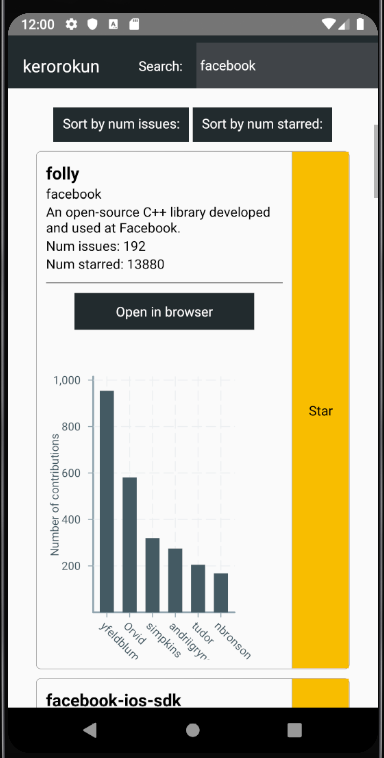 12:00
kerorokun Search: facebook
Sort by num issues: Sort by num starred:
folly
facebook
An open-source C++ library developed
and used at Facebook.
Num issues: 192
Num starred: 13880
Open in browser
Star
Number of contributions
1,000
800
600
400
200
yfeldblum Orvid simpkins tudor nbronson
facebook-ios-sdk